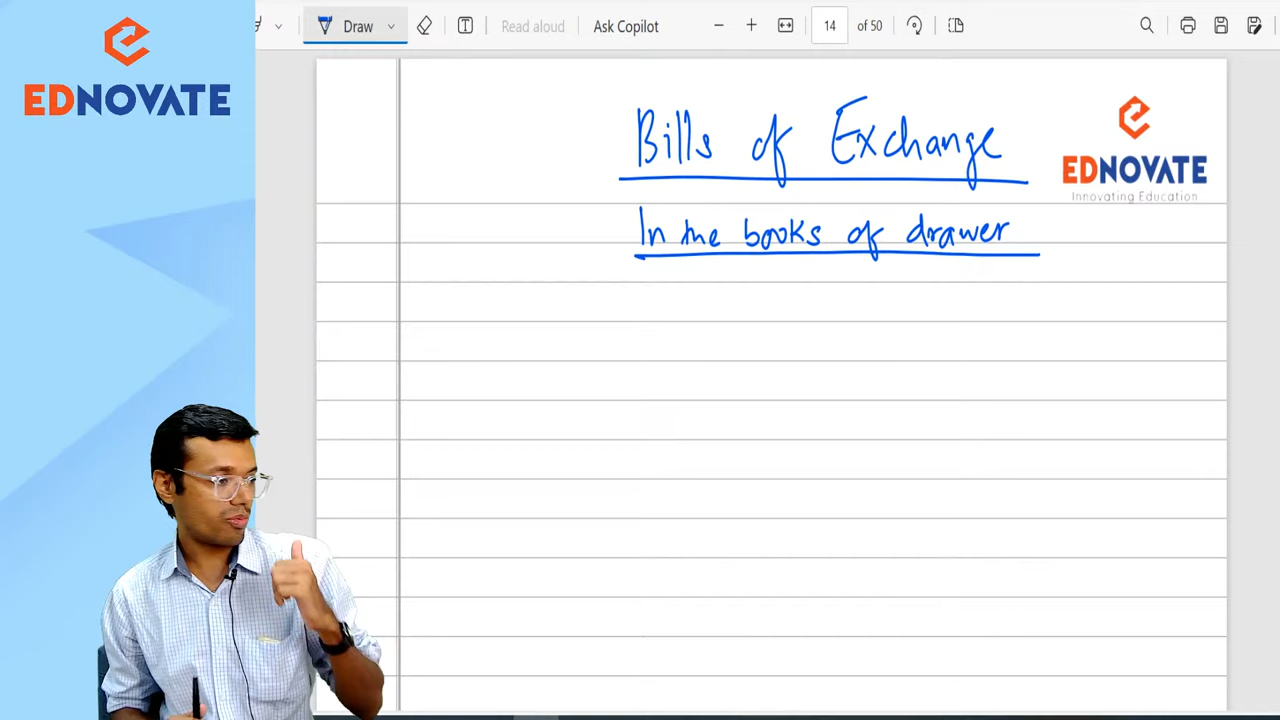 Draw
Read aloud
Ask Copilot
14 of 50
EDNOVATE
Bills of Exchange
EDNOVATE
Innovating Education
In the books of drawer